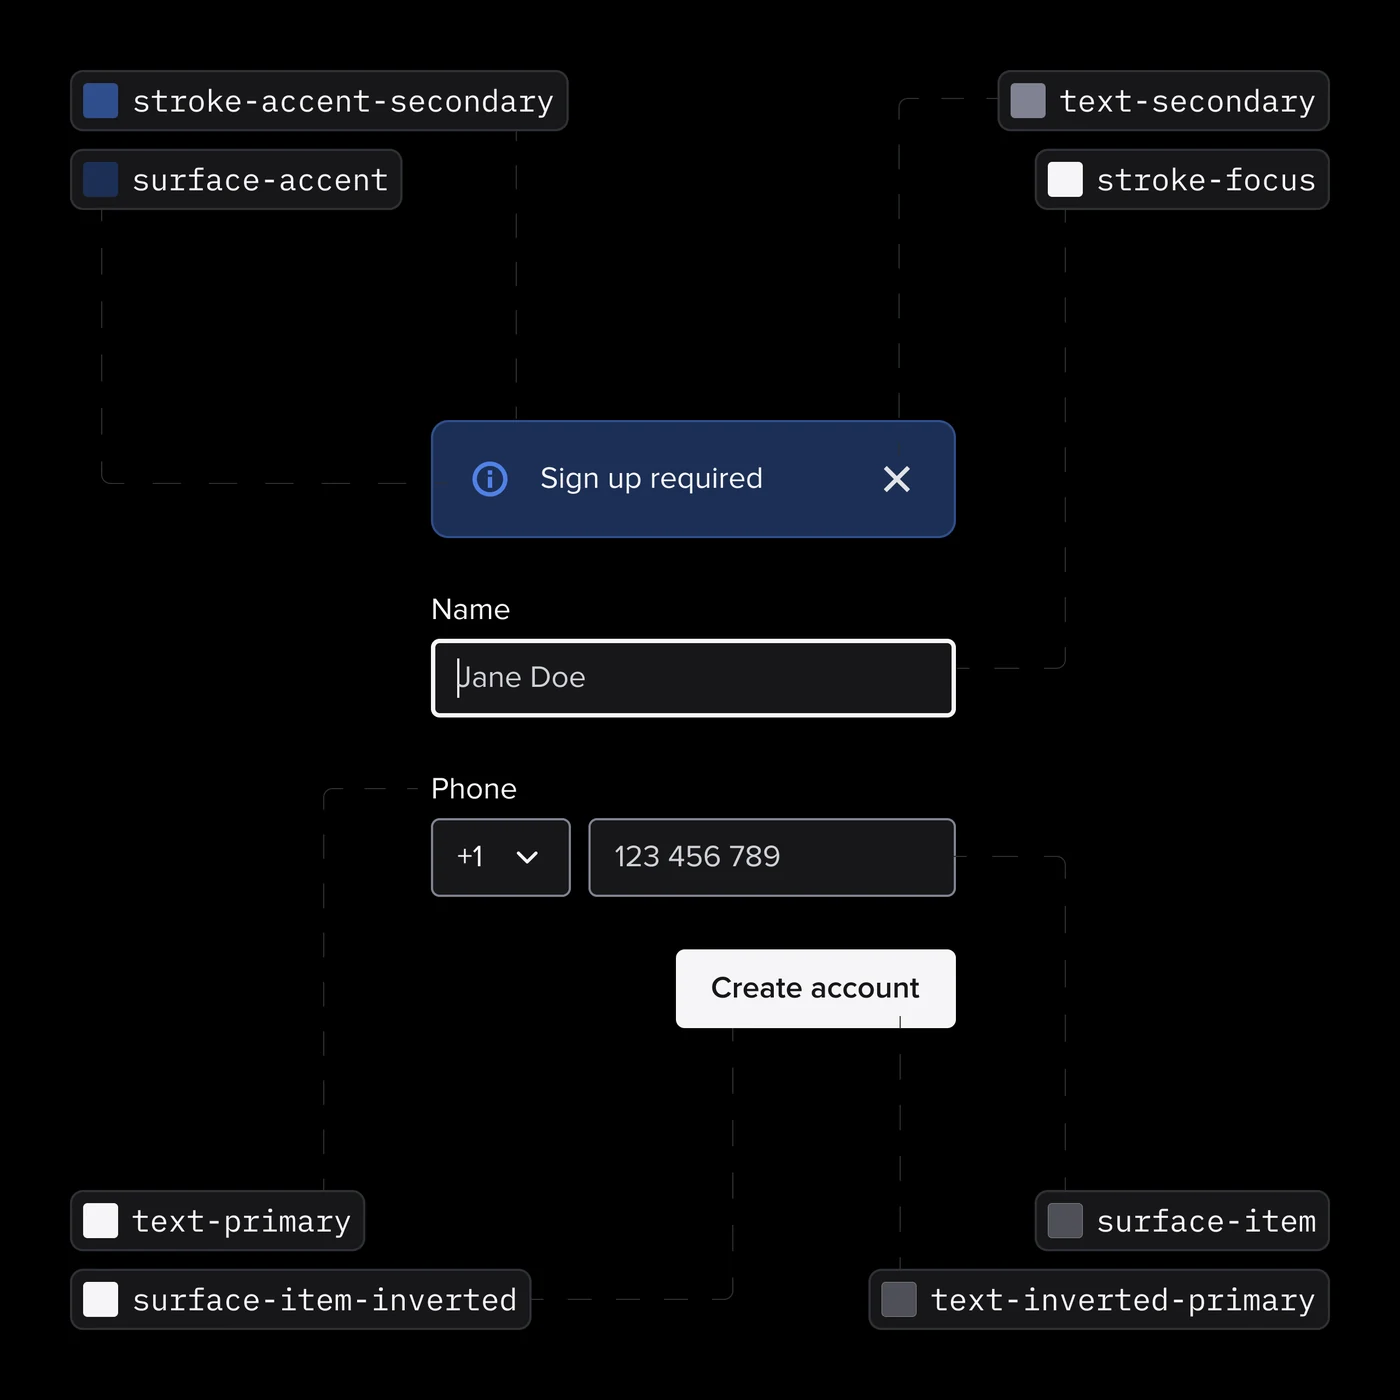 stroke-accent-secondary
text-secondary
surface-accent
stroke-focus
Sign up required
Name
Jane Doe
Phone
+1
123 456 789
Create account
text-primary
surface-item
surface-item-inverted
text-inverted-primary